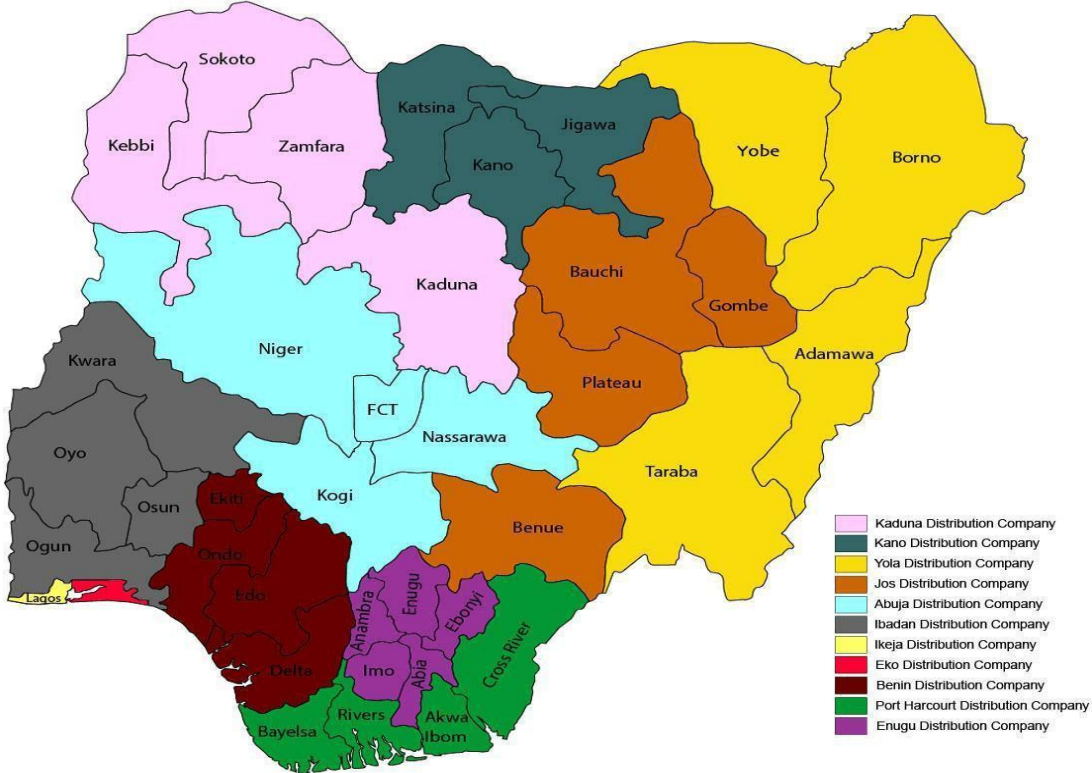 Sokoto
Kebbi
Zamfara
Katsina
Kano
Jigawa
Yobe
Borno
Kaduna
Bauchi
Gombe
Niger
Adamawa
Plateau
Kwara
FCT
Nassarawa
Taraba
Oyo
Kogi
Osun
Ekiti
Benue
Ogun
Ondo
Edo
Lagos
Anambra
Enugu
Ebonyi
Cross River
Delta
Imo
Abia
Bayelsa
Rivers
Akwa
Ibom
Kaduna Distribution Company
Kano Distribution Company
Yola Distribution Company
Jos Distribution Company
Abuja Distribution Company
Ibadan Distribution Company
Ikeja Distribution Company
Eko Distribution Company
Benin Distribution Company
Port Harcourt Distribution Company
Enugu Distribution Company